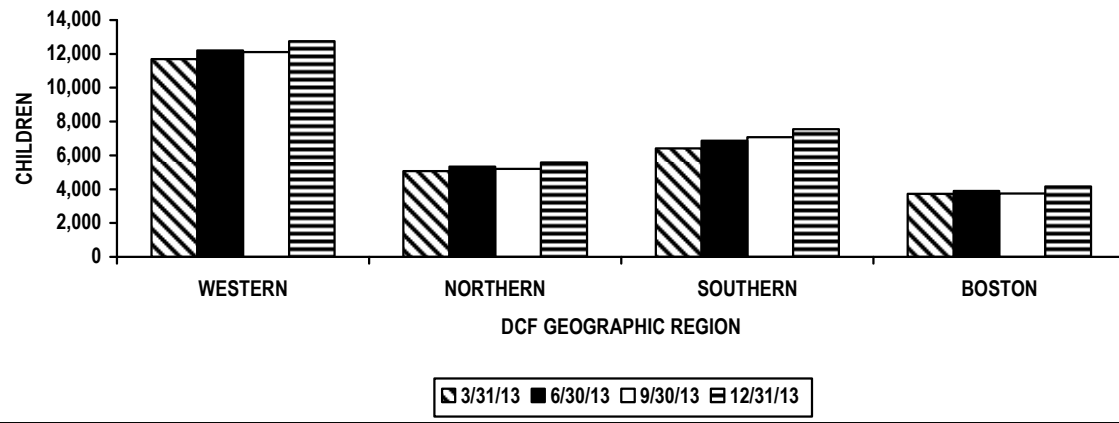 14,000
12,000
10,000
8,000
6,000
4,000
2,000
0
CHILDREN
WESTERN NORTHERN SOUTHERN BOSTON
DCF GEOGRAPHIC REGION
3/31/13 6/30/13 9/30/13 12/31/13